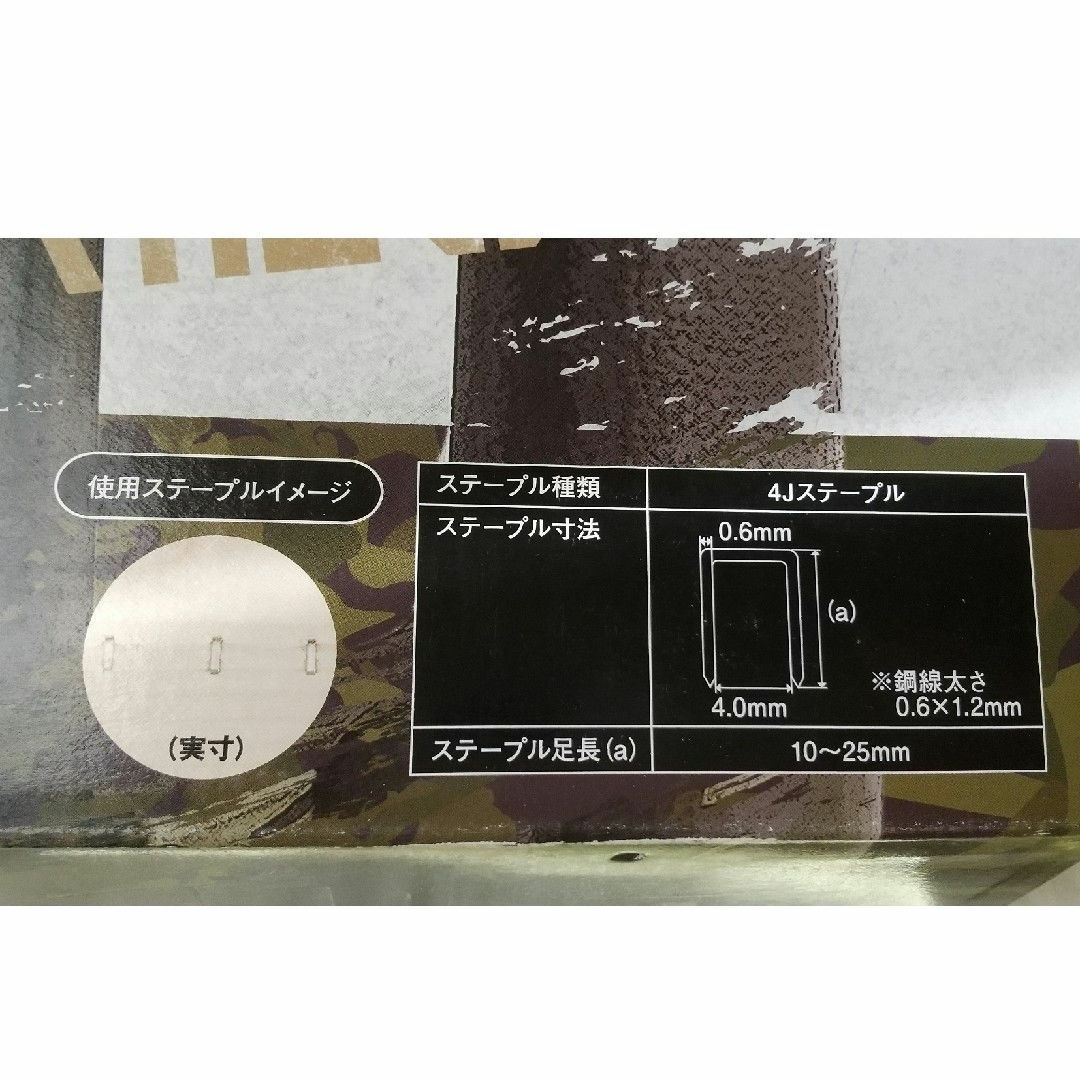 使用ステープルイメージ
(実寸)
ステープル種類 4Jステープル
ステープル寸法
0.6mm
(a)
4.0mm
※鋼線太さ
0.6×1.2mm
ステープル足長(a) 10〜25mm